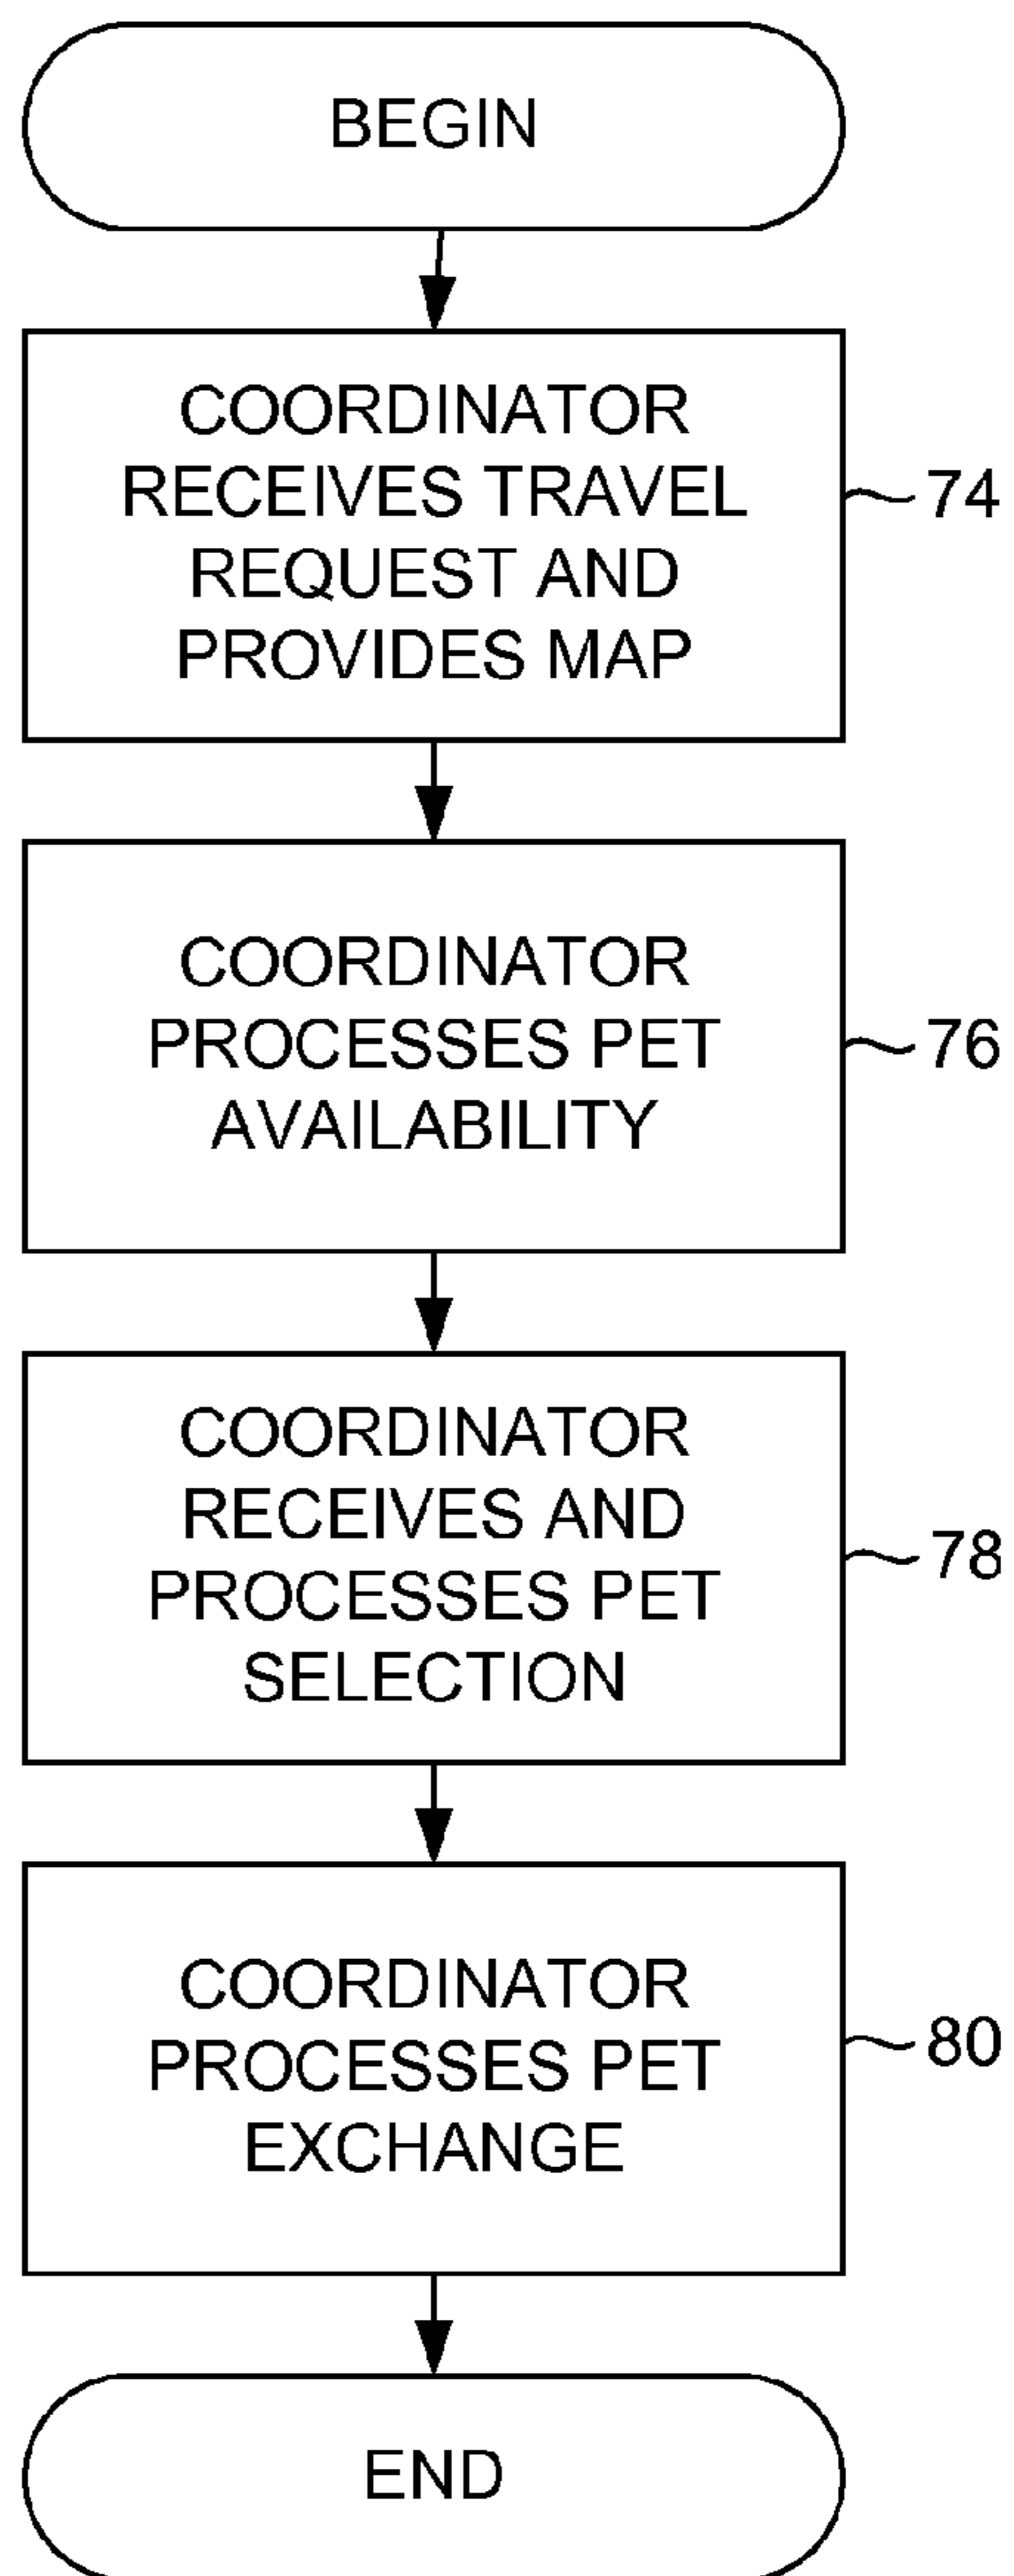 BEGIN
COORDINATOR
RECEIVES TRAVEL
REQUEST AND
PROVIDES MAP
74
COORDINATOR
PROCESSES PET
AVAILABILITY
76
COORDINATOR
RECEIVES AND
PROCESSES PET
SELECTION
78
COORDINATOR
PROCESSES PET
EXCHANGE
80
END